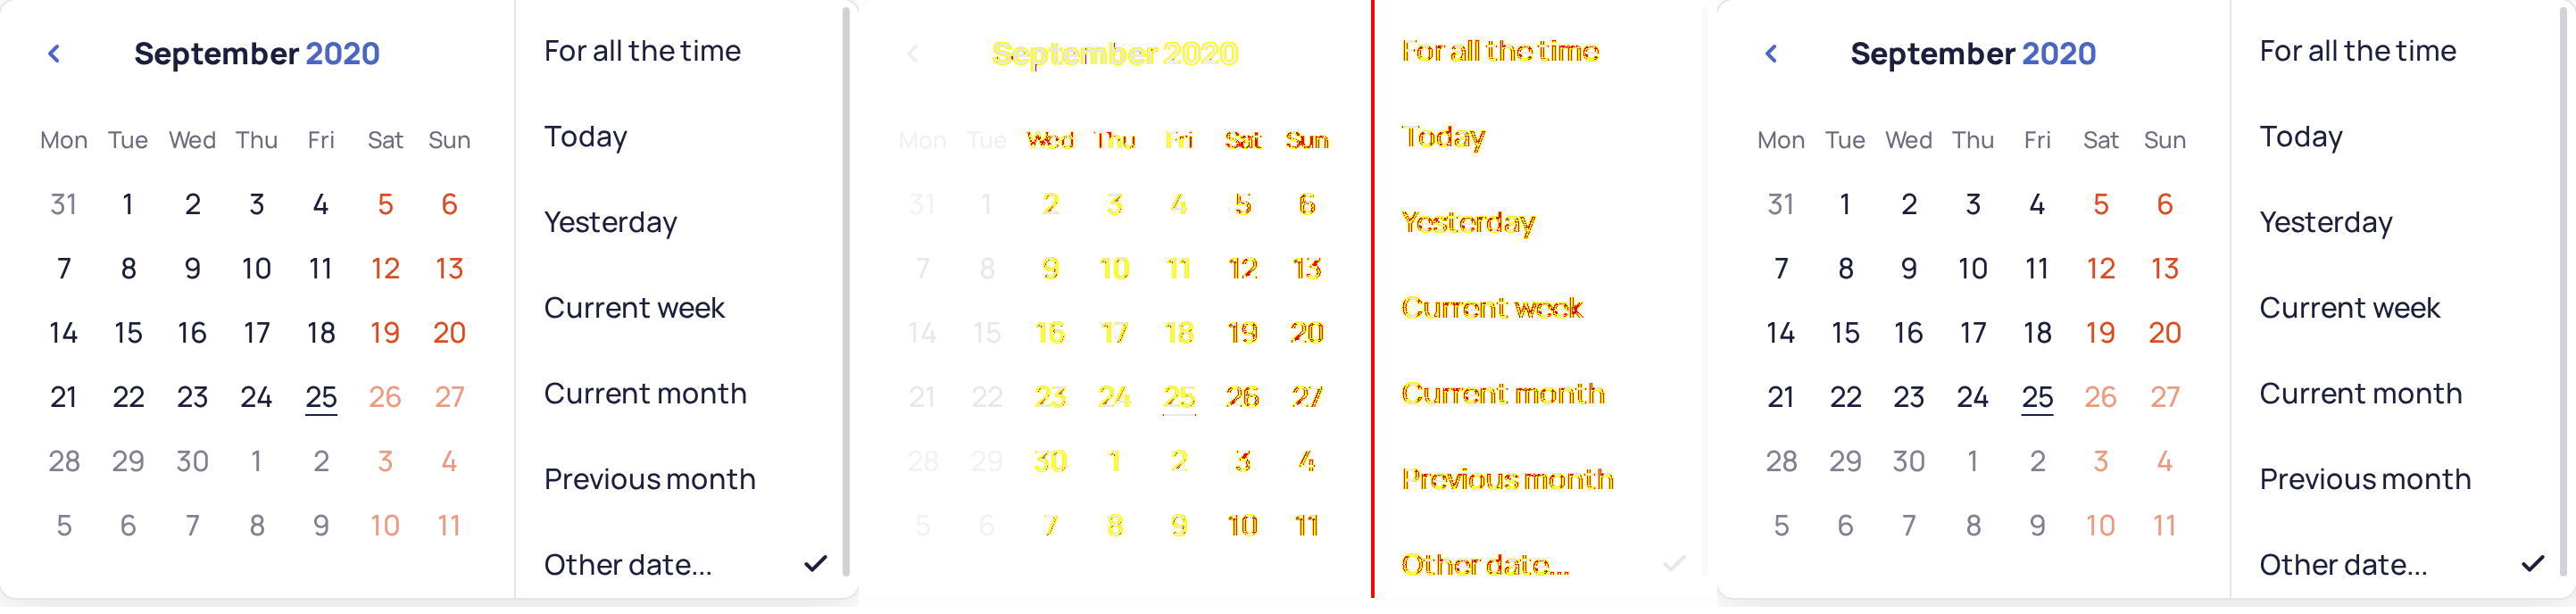 September 2020
Mon Tue Wed Thu Fri Sat Sun
31 1 2 3 4 5 6
7 8 9 10 11 12 13
14 15 16 17 18 19 20
21 22 23 24 25 26 27
28 29 30 1 2 3 4
5 6 7 8 9 10 11
For all the time
Today
Yesterday
Current week
Current month
Previous month
Other date...
September 2020
Mon Tue Wed Thu Fri Sat Sun
31 1 2 3 4 5 6
7 8 9 10 11 12 13
14 15 16 17 18 19 20
21 22 23 24 25 26 27
28 29 30 1 2 3 4
5 6 7 8 9 10 11
For all the time
Today
Yesterday
Current week
Current month
Previous month
Other date...
September 2020
Mon Tue Wed Thu Fri Sat Sun
31 1 2 3 4 5 6
7 8 9 10 11 12 13
14 15 16 17 18 19 20
21 22 23 24 25 26 27
28 29 30 1 2 3 4
5 6 7 8 9 10 11
For all the time
Today
Yesterday
Current week
Current month
Previous month
Other date...